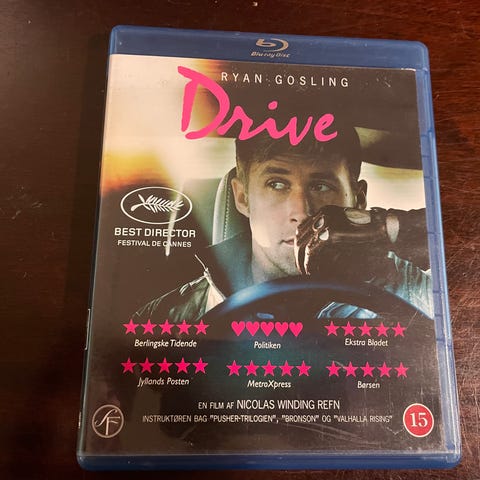 Blu-ray Disc
RYAN GOSLING
Drive
BEST DIRECTOR
FESTIVAL DE CANNES
Berlingske Tidende
Politiken
Ekstra Bladet
Jyllands Posten
MetroXpress
Børsen
EN FILM AF NICOLAS WINDING REFN
INSTRUKTØREN BAG "PUSHER-TRILOGIEN", "BRONSON" OG "VALHALLA RISING"
SF
15